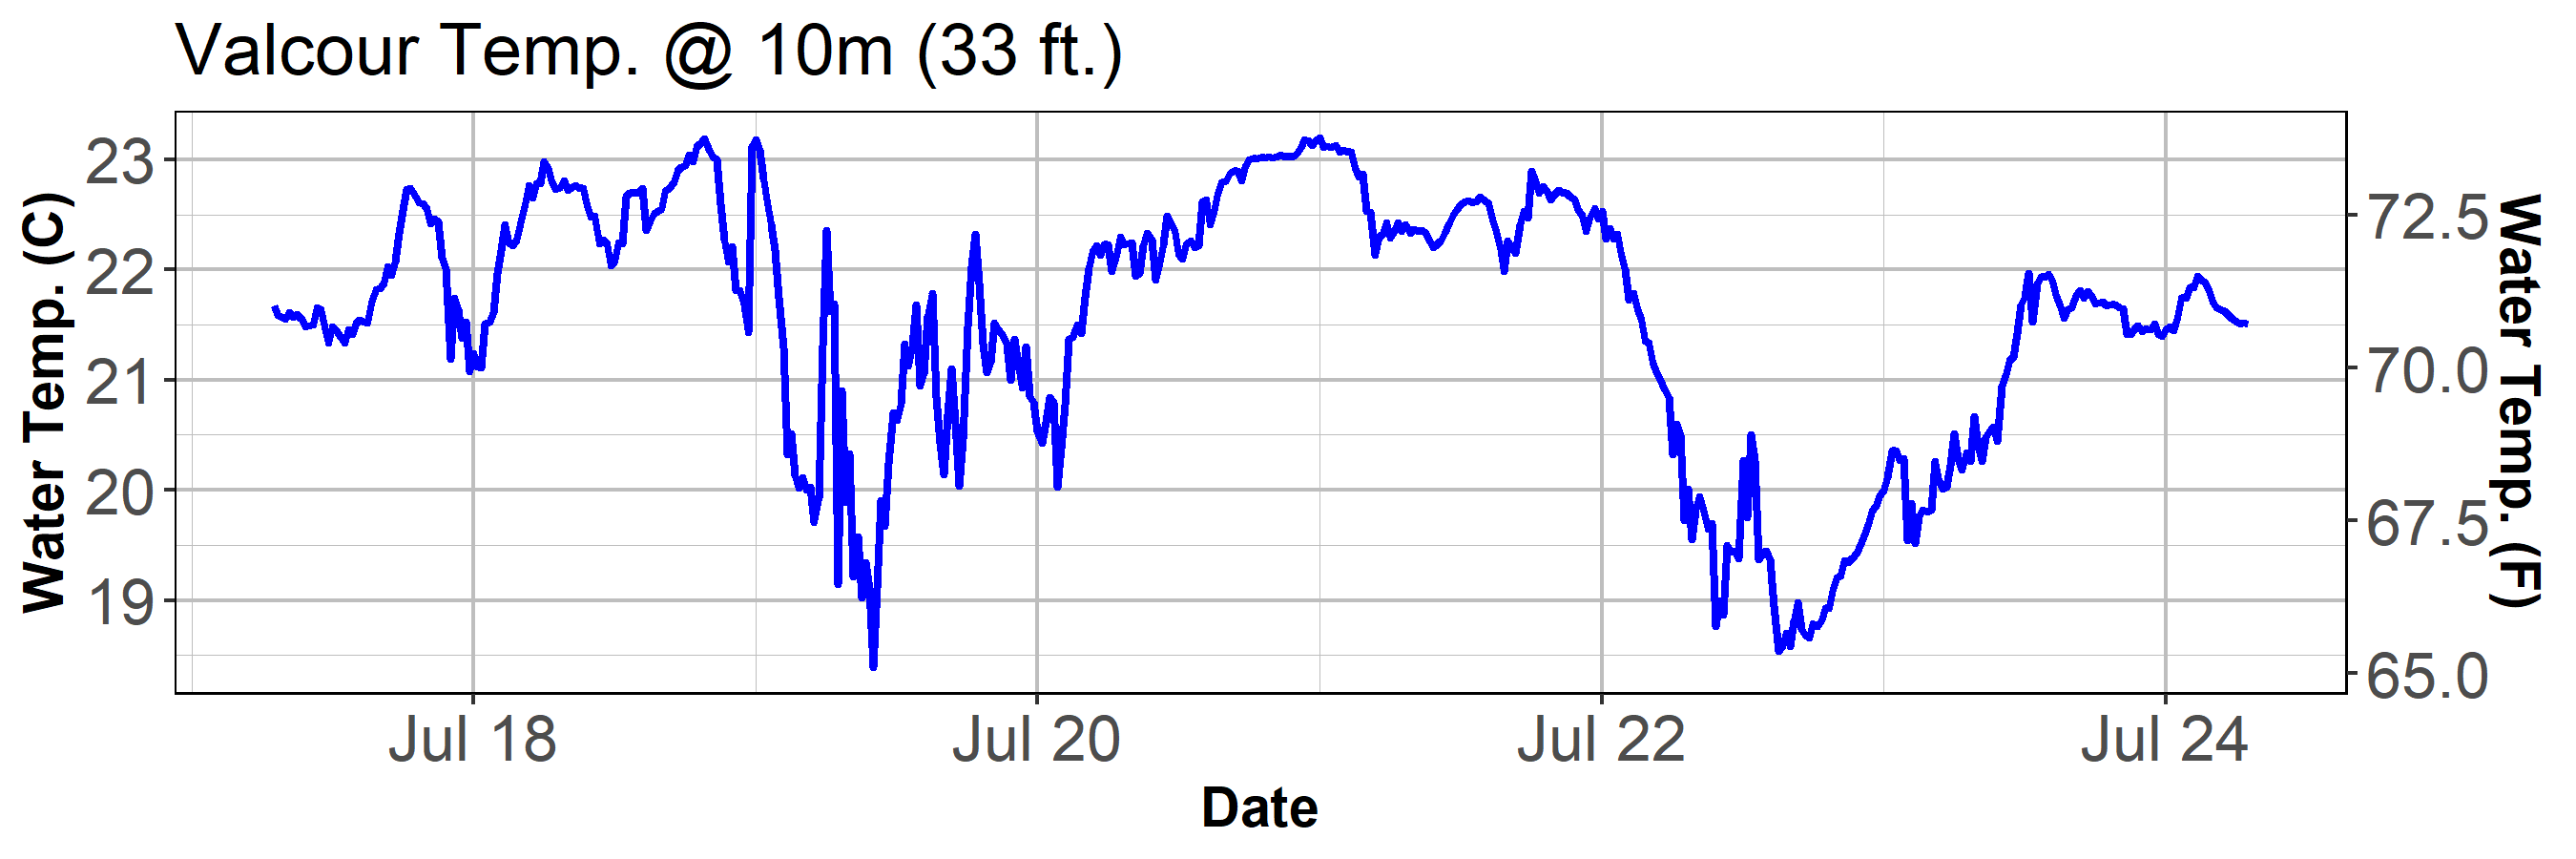 Valcour Temp. @ 10m (33 ft.)
Water Temp. (C)
23
22
21
20
19
72.5
70.0
67.5
65.0
Water Temp. (F)
Jul 18
Jul 20
Jul 22
Jul 24
Date